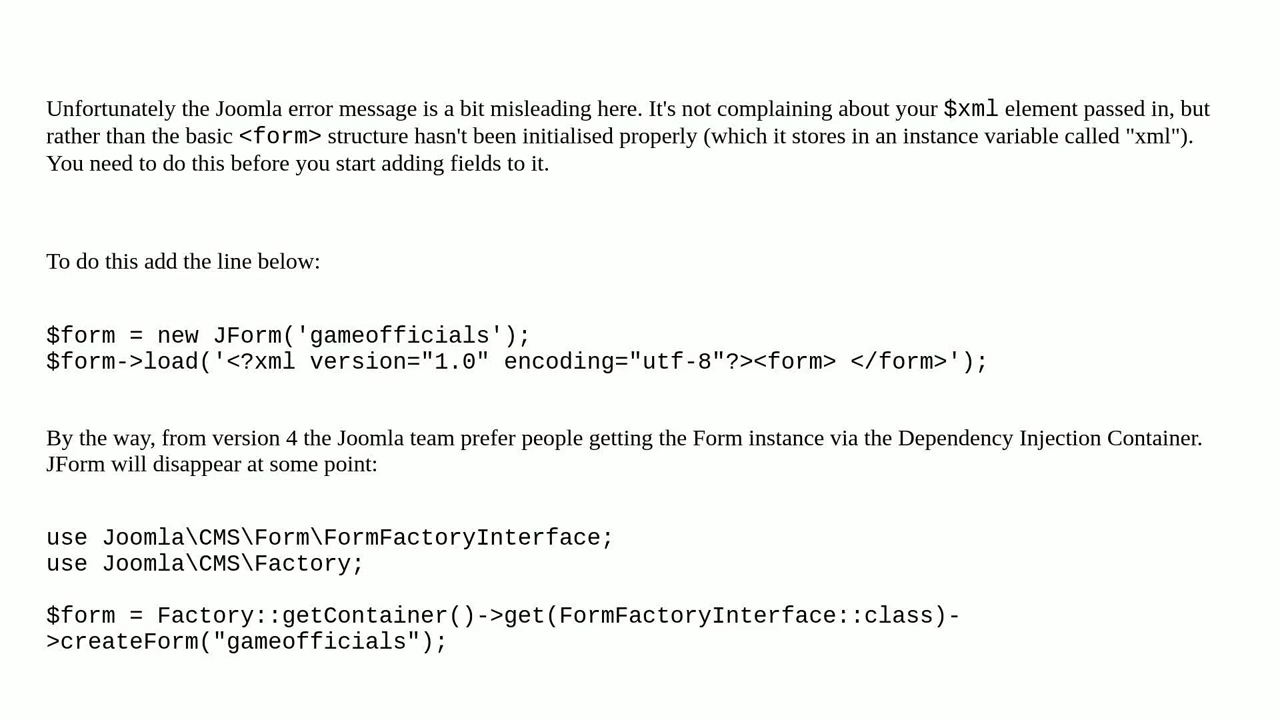 Unfortunately the Joomla error message is a bit misleading here. It's not complaining about your $xml element passed in, but
rather than the basic <form> structure hasn't been initialised properly (which it stores in an instance variable called "xml").
You need to do this before you start adding fields to it.
To do this add the line below:
$form = new JForm('gameofficials');
$form->load('<?xml version="1.0" encoding="utf-8"?><form> </form>');
By the way, from version 4 the Joomla team prefer people getting the Form instance via the Dependency Injection Container.
JForm will disappear at some point:
use Joomla\CMS\Form\FormFactoryInterface;
use Joomla\CMS\Factory;
$form = Factory::getContainer()->get(FormFactoryInterface::class)-
>createForm("gameofficials");